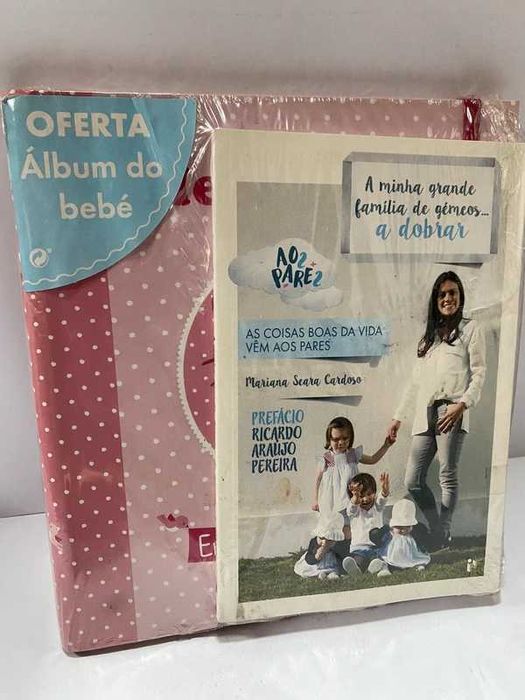 OFERTA
Álbum do
bebé
A minha grande
família de gémeos...
a dobrar
AOS
PARES
AS COISAS BOAS DA VIDA
VÊM AOS PARES
Mariana Seara Cardoso
PREFÁCIO
RICARDO
ARAÚJO
PEREIRA